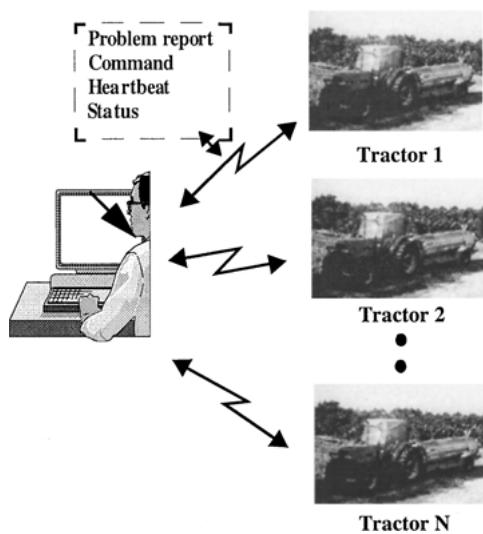 Problem report
Command
Heartbeat
Status
Tractor 1
Tractor 2
Tractor N